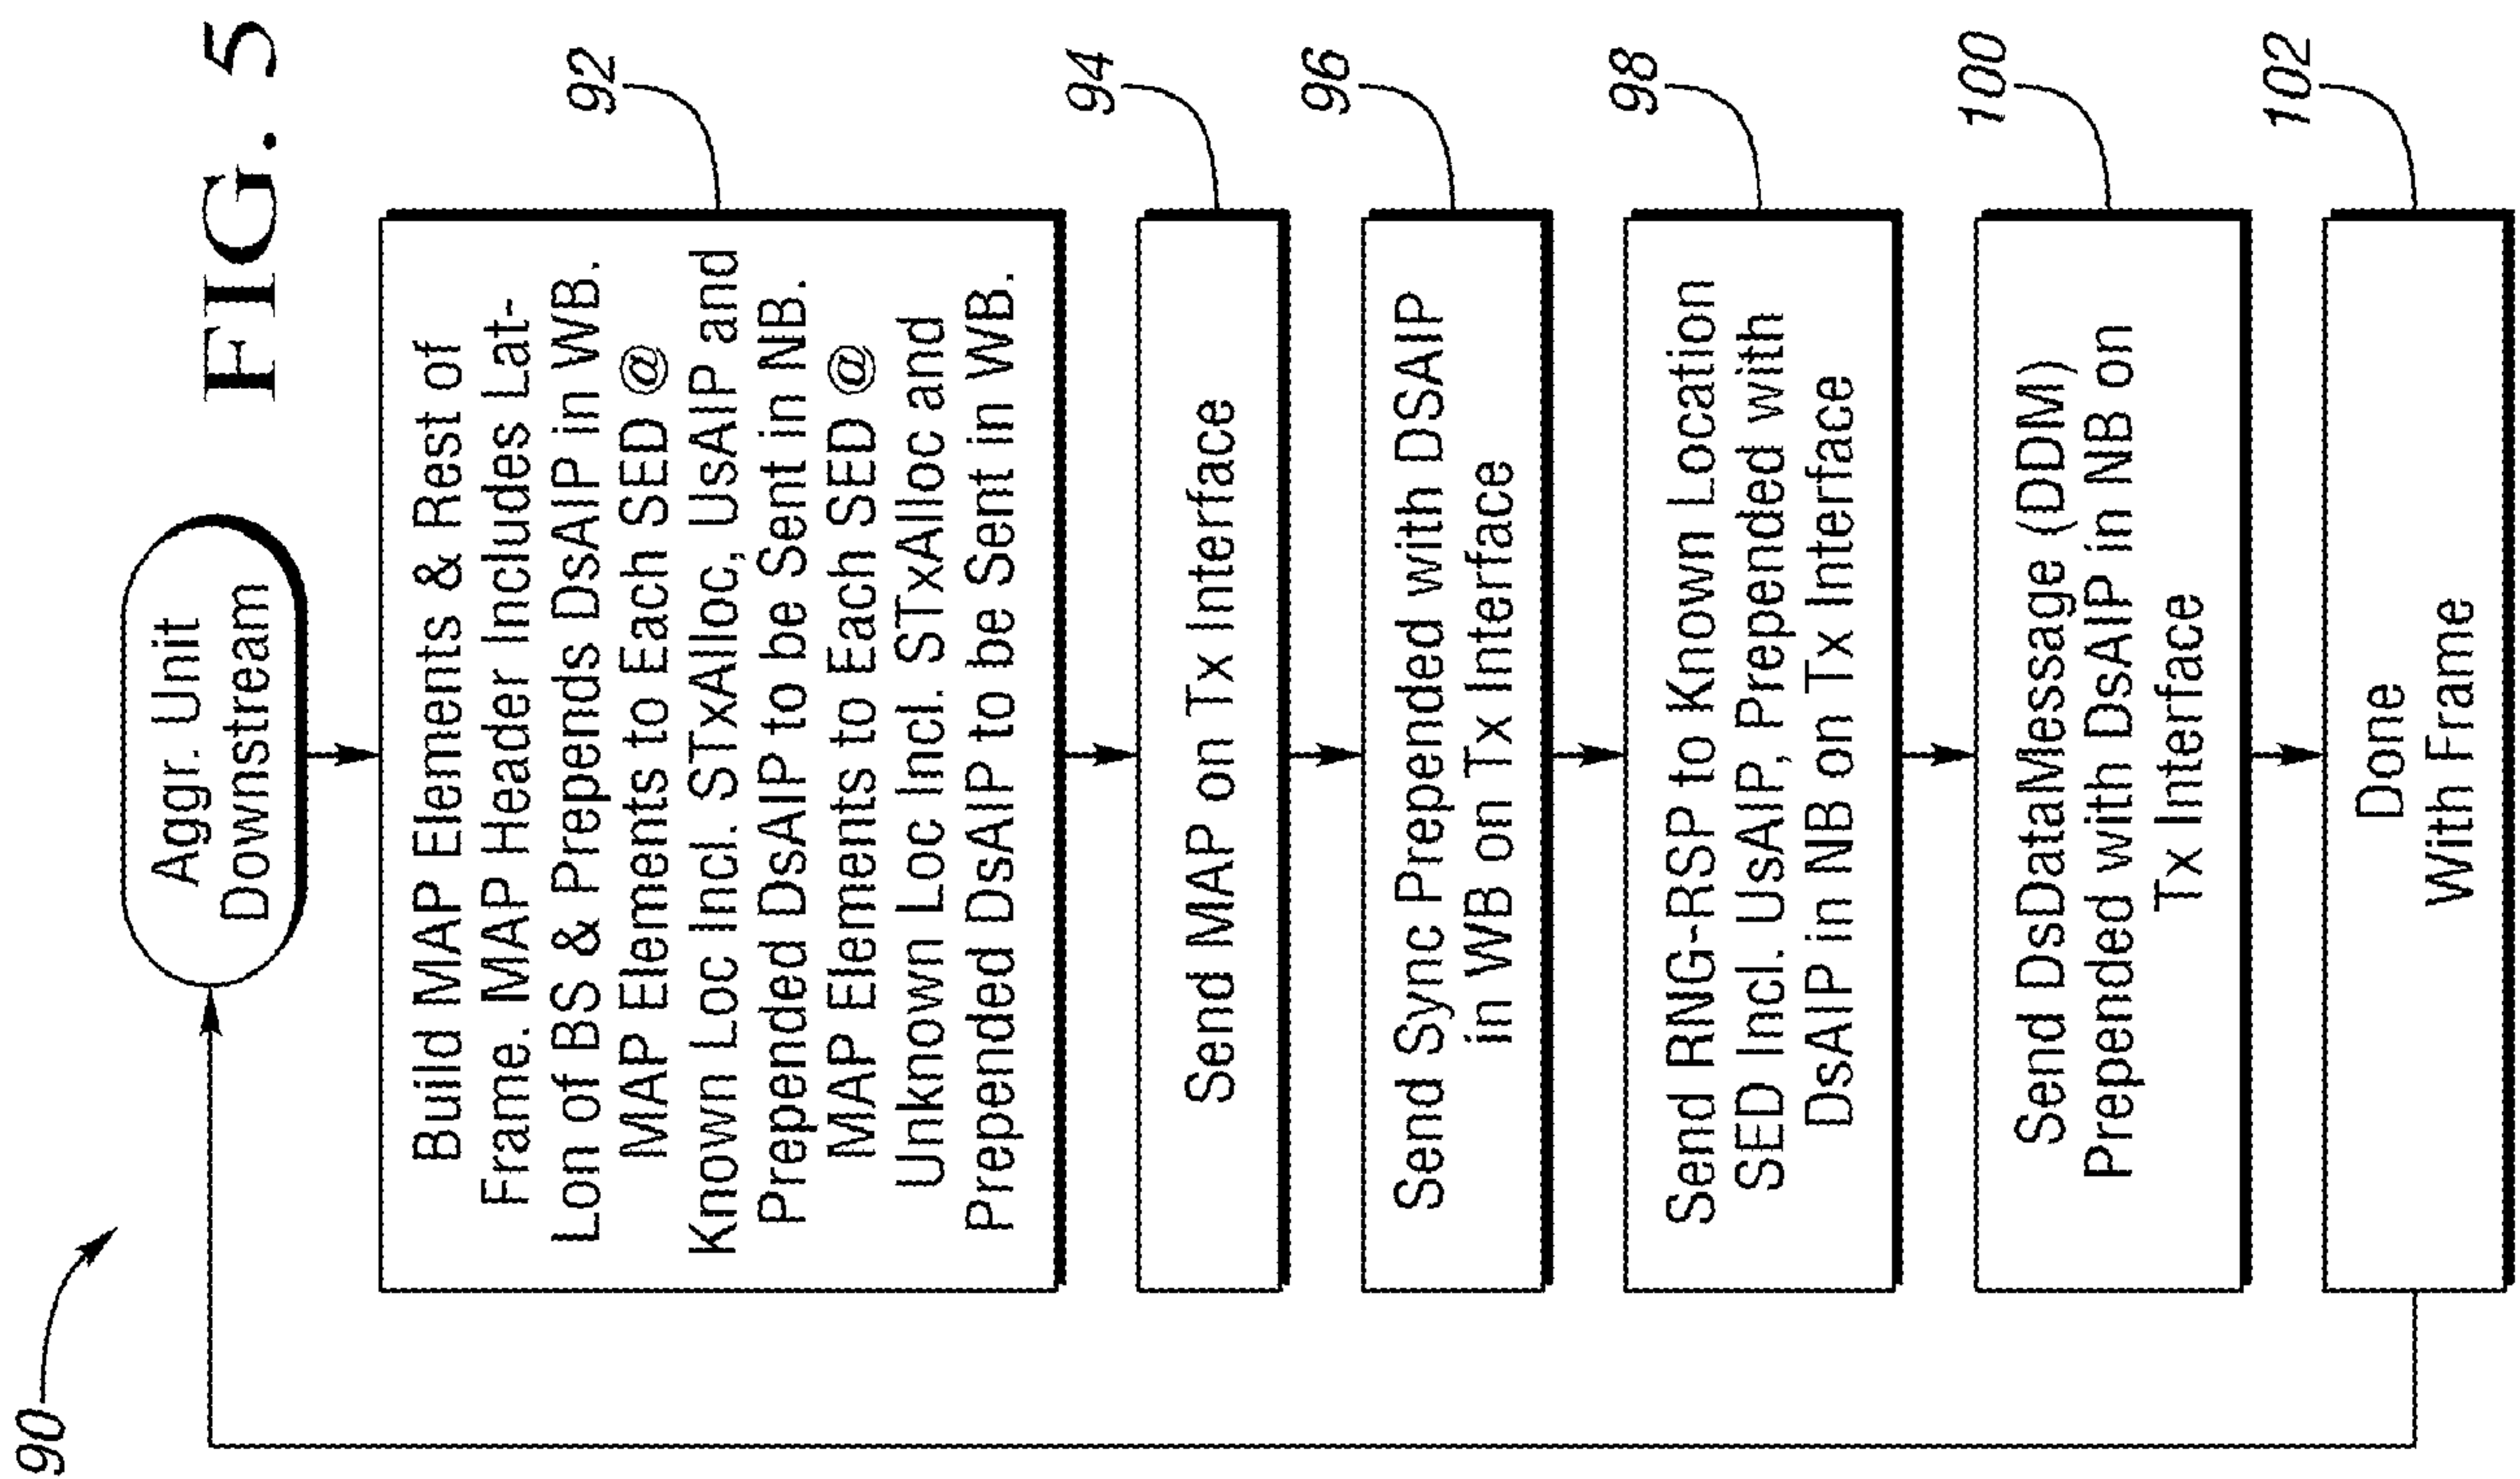 FIG. 5
90
Aggr. Unit
Downstream
Build MAP Elements & Rest of
Frame. MAP Header Includes Lat-
Lon of BS & Prepends DsAIP in WB.
MAP Elements to Each SED @
Known Loc Incl. STxAlloc, UsAIP and
Prepended DsAIP to be Sent in NB.
MAP Elements to Each SED @
Unknown Loc Incl. STxAlloc and
Prepended DsAIP to be Sent in WB.
92
Send MAP on Tx Interface
94
Send Sync Prepended with DSAIP
in WB on Tx Interface
96
Send RNG-RSP to Known Location
SED Incl. UsAIP, Prepended with
DsAIP in NB on Tx Interface
98
Send DsDataMessage (DDM)
Prepended with DsAIP in NB on
Tx Interface
100
Done
With Frame
102